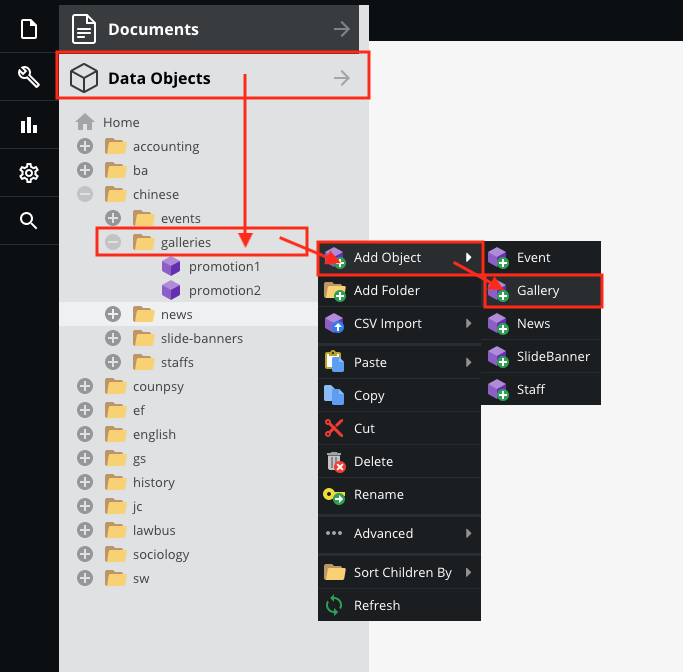 Documents
Data Objects
Home
accounting
ba
chinese
events
galleries
promotion1
promotion2
news
slide-banners
staffs
counpsy
ef
english
gs
history
jc
lawbus
sociology
sw
Add Object
Add Folder
CSV Import
Paste
Copy
Cut
Delete
Rename
Advanced
Sort Children By
Refresh
Event
Gallery
News
SlideBanner
Staff